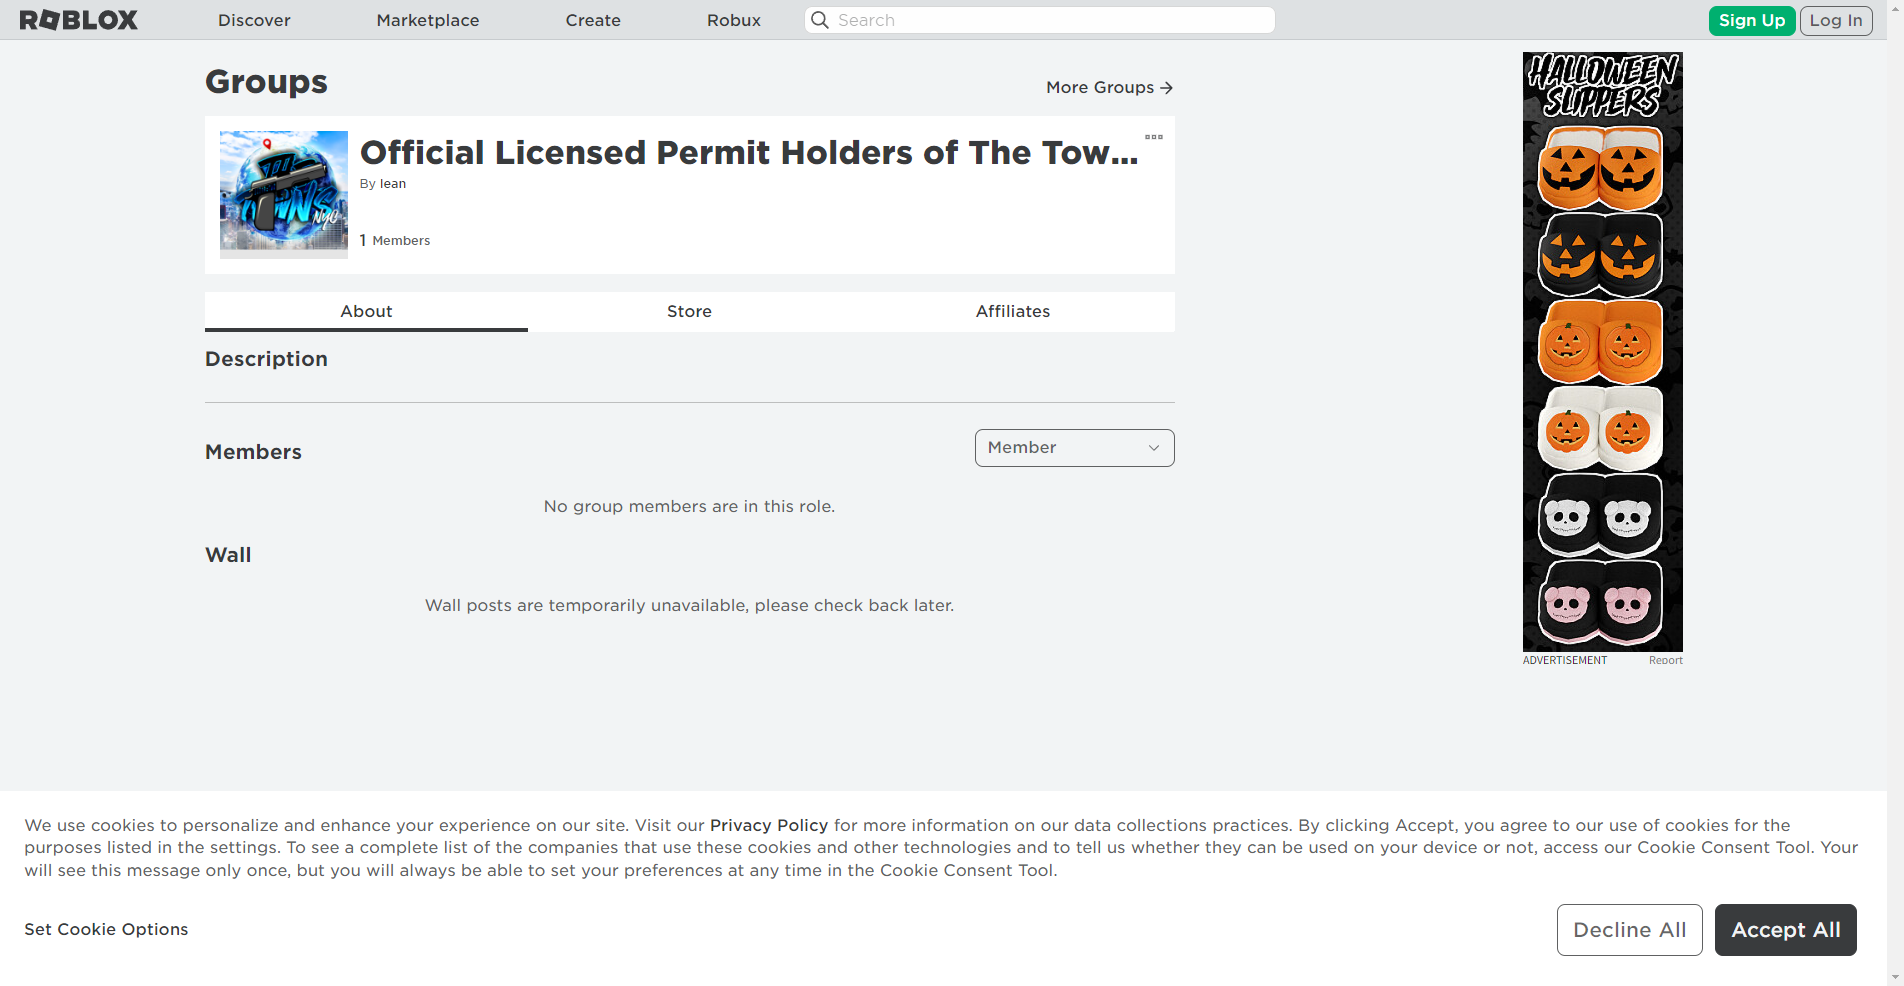 ROBLOX Discover Marketplace Create Robux Search Sign Up Log In
Groups
More Groups →
Official Licensed Permit Holders of The Tow...
By lean
NYC
1 Members
About Store Affiliates
Description
Members
Member
No group members are in this role.
Wall
Wall posts are temporarily unavailable, please check back later.
HALLOWEEN
SLIPPERS
ADVERTISEMENT Report
We use cookies to personalize and enhance your experience on our site. Visit our Privacy Policy for more information on our data collections practices. By clicking Accept, you agree to our use of cookies for the
purposes listed in the settings. To see a complete list of the companies that use these cookies and other technologies and to tell us whether they can be used on your device or not, access our Cookie Consent Tool. Your
will see this message only once, but you will always be able to set your preferences at any time in the Cookie Consent Tool.
Set Cookie Options
Decline All Accept All